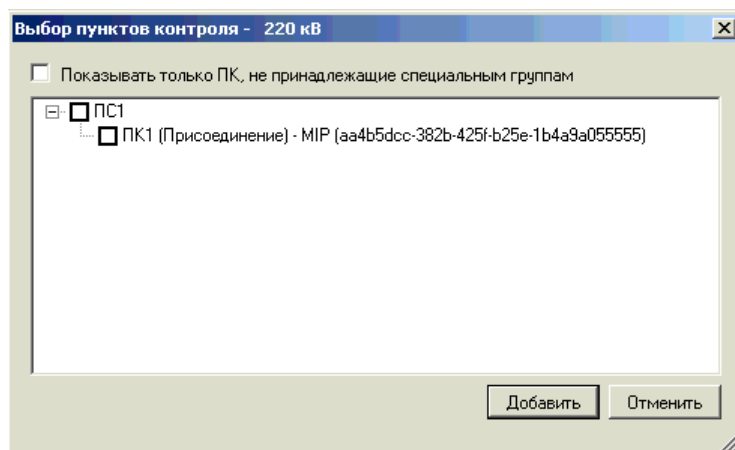 Выбор пунктов контроля - 220 кВ
Показывать только ПК, не принадлежащие специальным группам
ПС1
ПК1 (Присоединение) - MIP (aa4b5dcc-382b-425f-b25e-1b4a9a055555)
Добавить Отменить